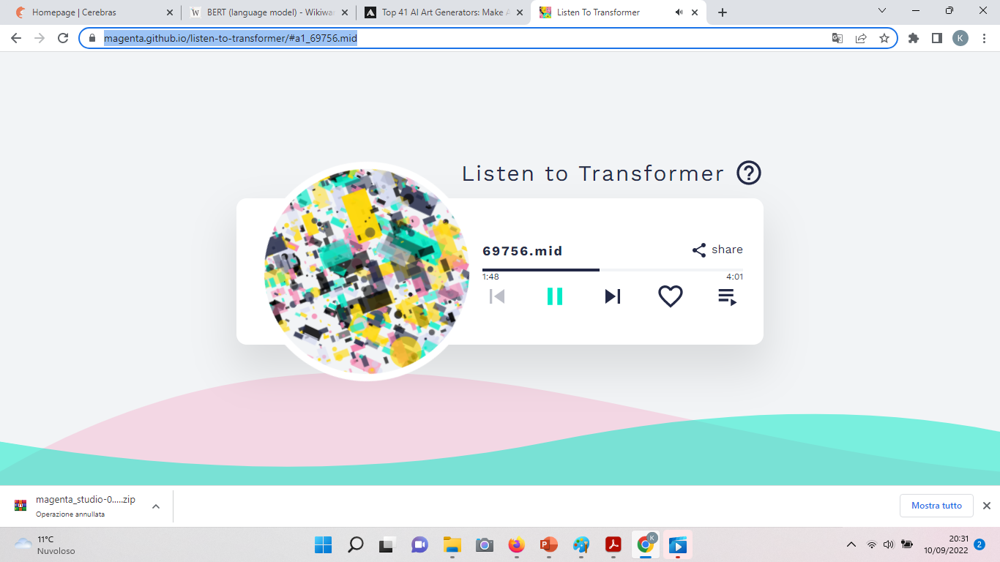 Homepage | Cerebras
BERT (language model) - Wikiwa
Top 41 AI Art Generators: Make A
Listen To Transformer
magenta.github.io/listen-to-transformer/#a1_69756.mid
K
Listen to Transformer
69756.mid
share
1:48
4:01
magenta_studio-0.....zip
Operazione annullata
Mostra tutto
11°C
Nuvoloso
K
20:31
10/09/2022
2